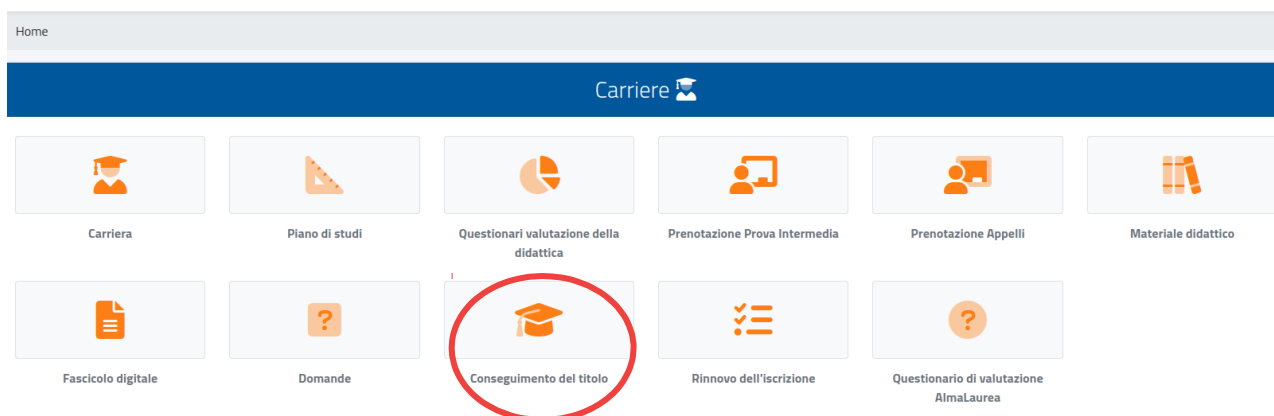 Home
Carriere
Carriera
Piano di studi
Questionari valutazione della
didattica
Prenotazione Prova Intermedia
Prenotazione Appelli
Materiale didattico
Fascicolo digitale
?
Domande
Conseguimento del titolo
Rinnovo dell'iscrizione
?
Questionario di valutazione
AlmaLaurea